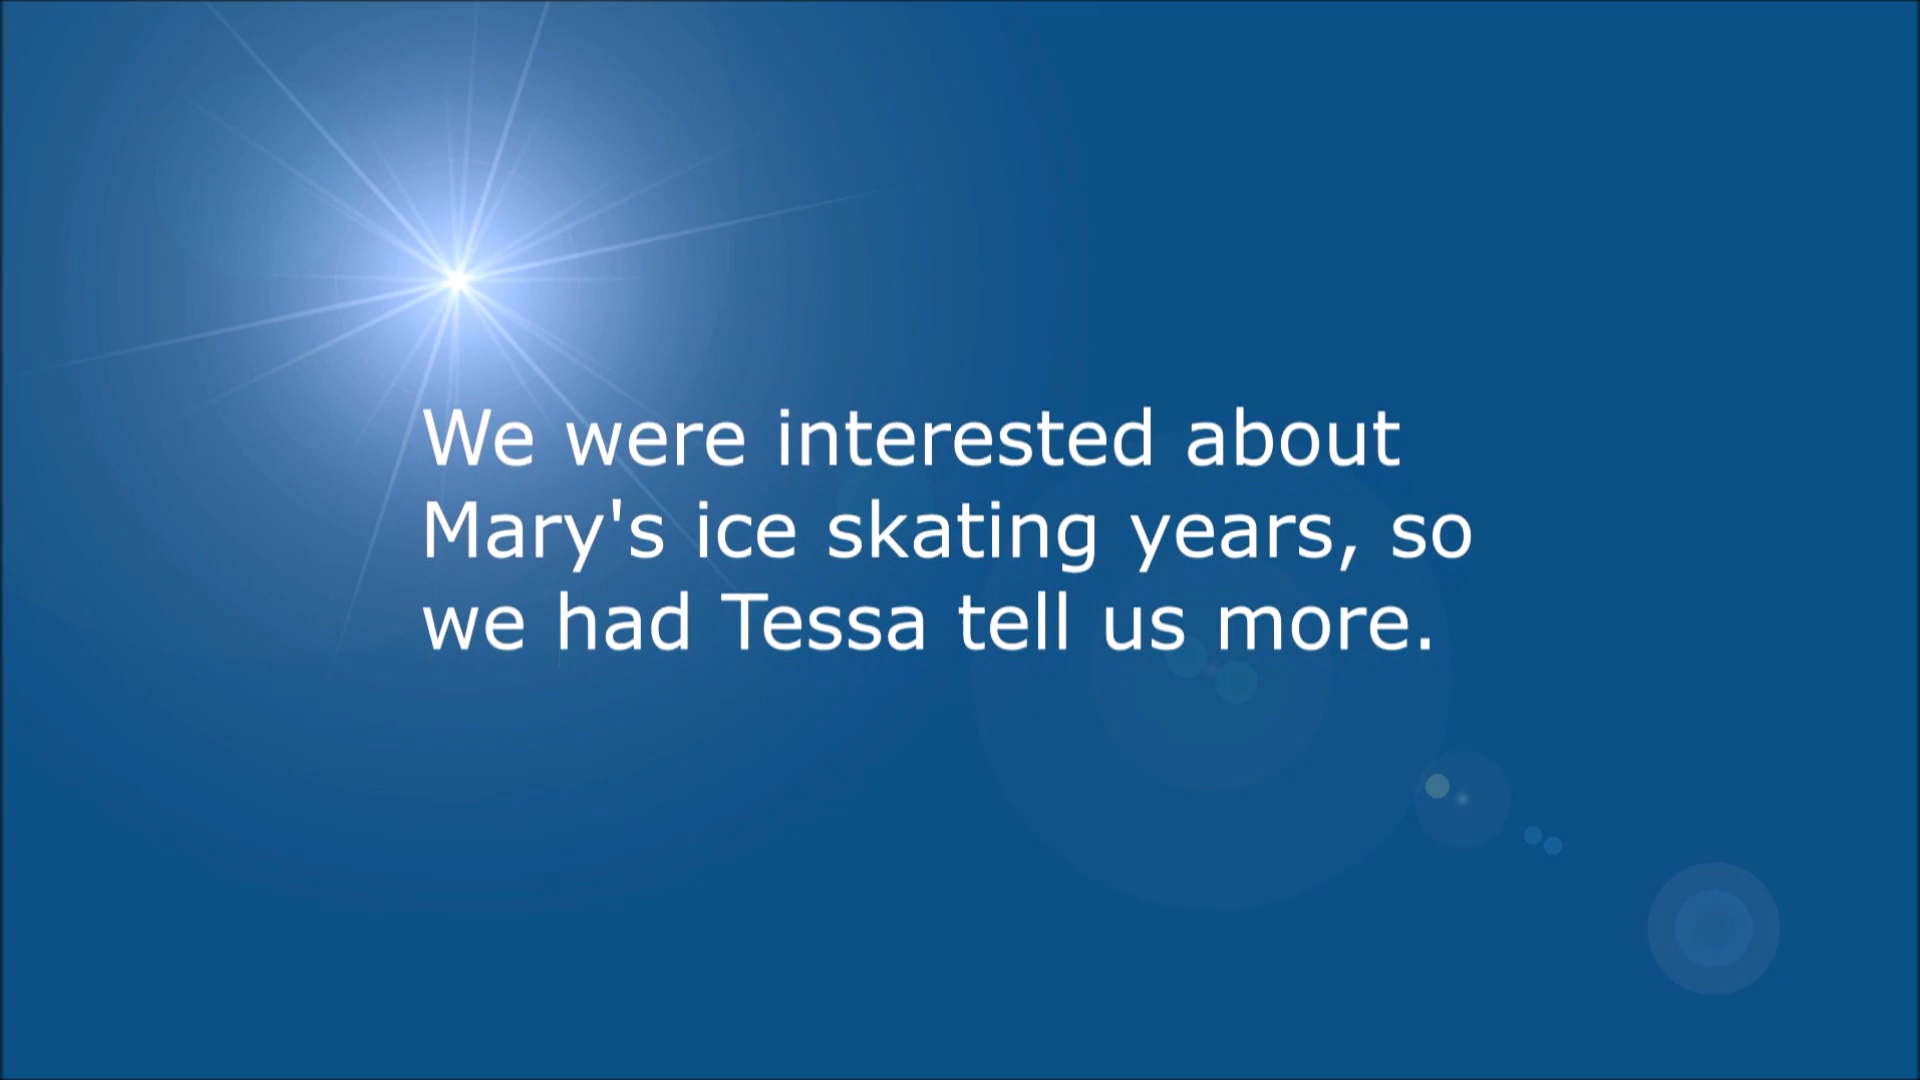 We were interested about
Mary's ice skating years, so
we had Tessa tell us more.